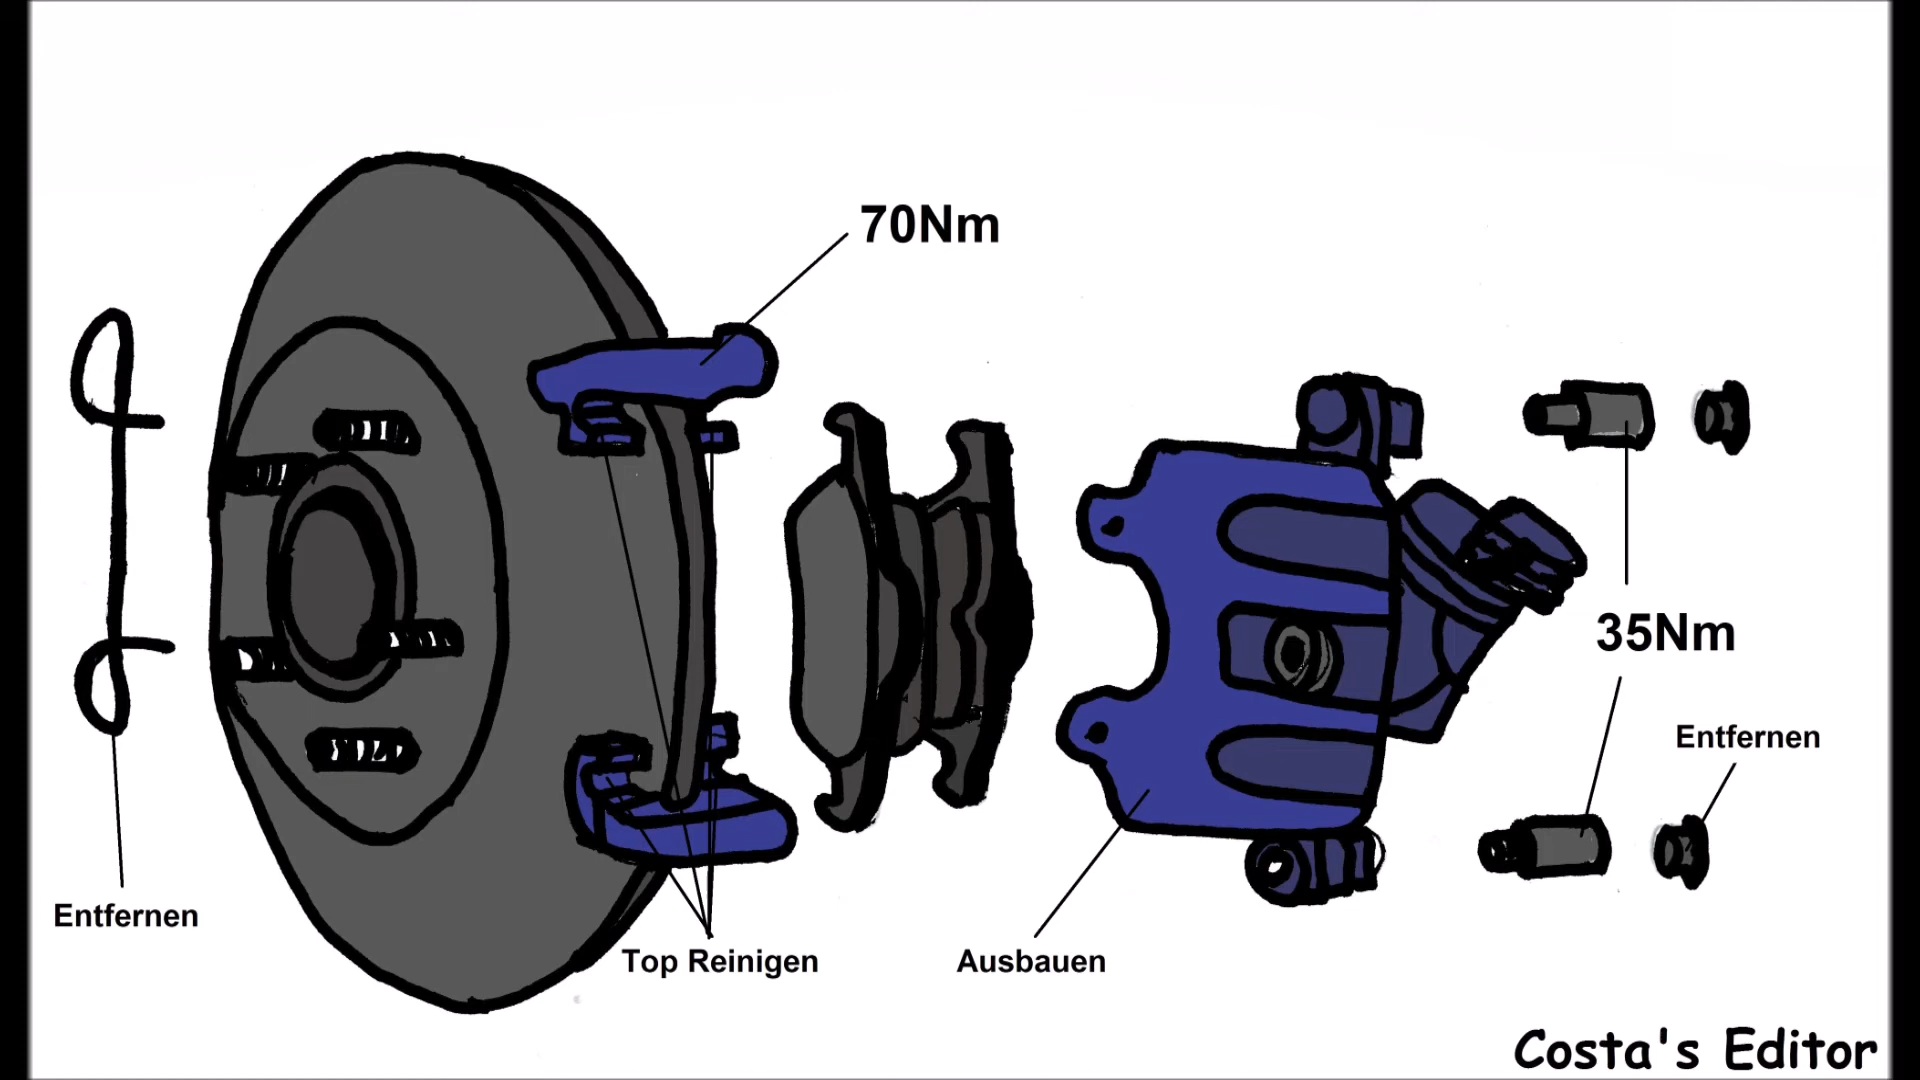 70Nm
35Nm
Entfernen
Entfernen
Top Reinigen
Ausbauen
Costa's Editor